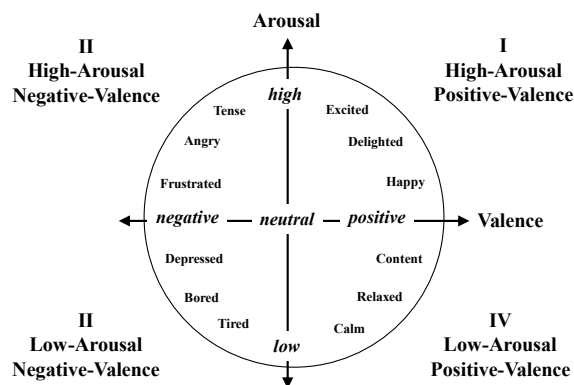 Arousal
II
High-Arousal
Negative-Valence
I
High-Arousal
Positive-Valence
high
Tense
Excited
Angry
Delighted
Frustrated
Happy
negative
neutral
positive
Valence
Depressed
Content
Bored
Relaxed
Tired
Calm
low
II
Low-Arousal
Negative-Valence
IV
Low-Arousal
Positive-Valence